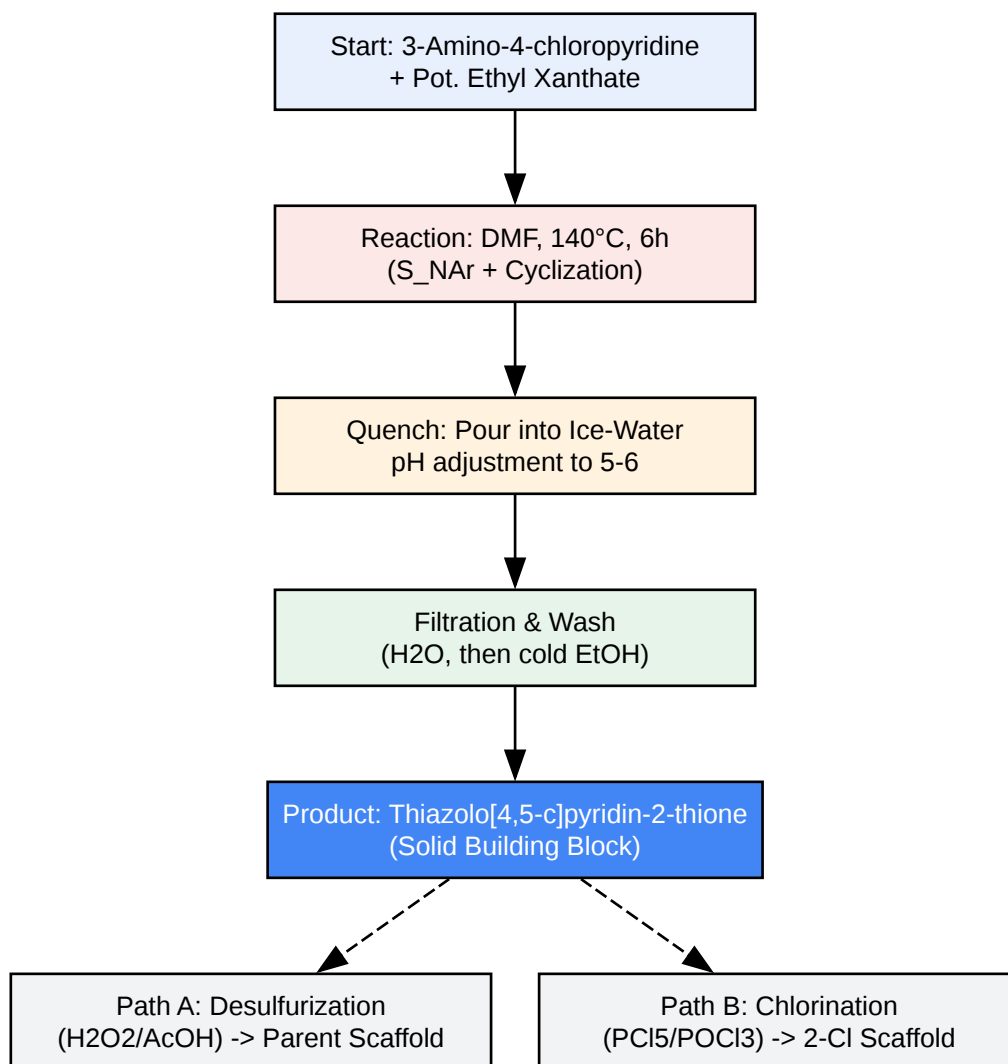 Start: 3-Amino-4-chloropyridine
+ Pot. Ethyl Xanthate
Reaction: DMF, 140°C, 6h
(S_NAr + Cyclization)
Quench: Pour into Ice-Water
pH adjustment to 5-6
Filtration & Wash
(H2O, then cold EtOH)
Product: Thiazolo[4,5-c]pyridin-2-thione
(Solid Building Block)
Path A: Desulfurization
(H2O2/AcOH) -> Parent Scaffold
Path B: Chlorination
(PCl5/POCl3) -> 2-Cl Scaffold